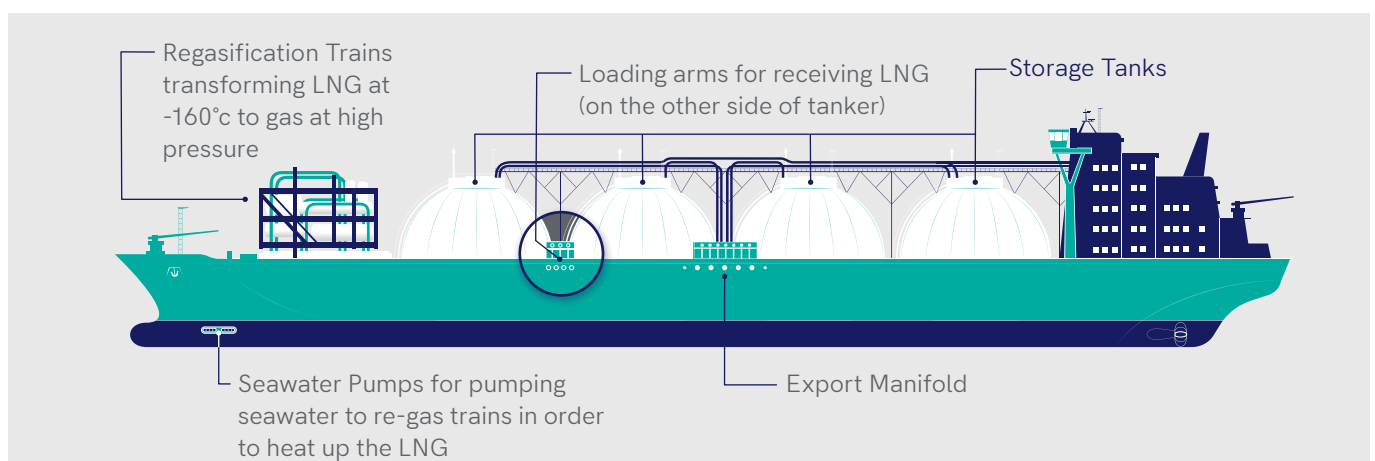 Regasification Trains
transforming LNG at
-160°c to gas at high
pressure
Loading arms for receiving LNG
(on the other side of tanker)
Storage Tanks
Seawater Pumps for pumping
seawater to re-gas trains in order
to heat up the LNG
Export Manifold